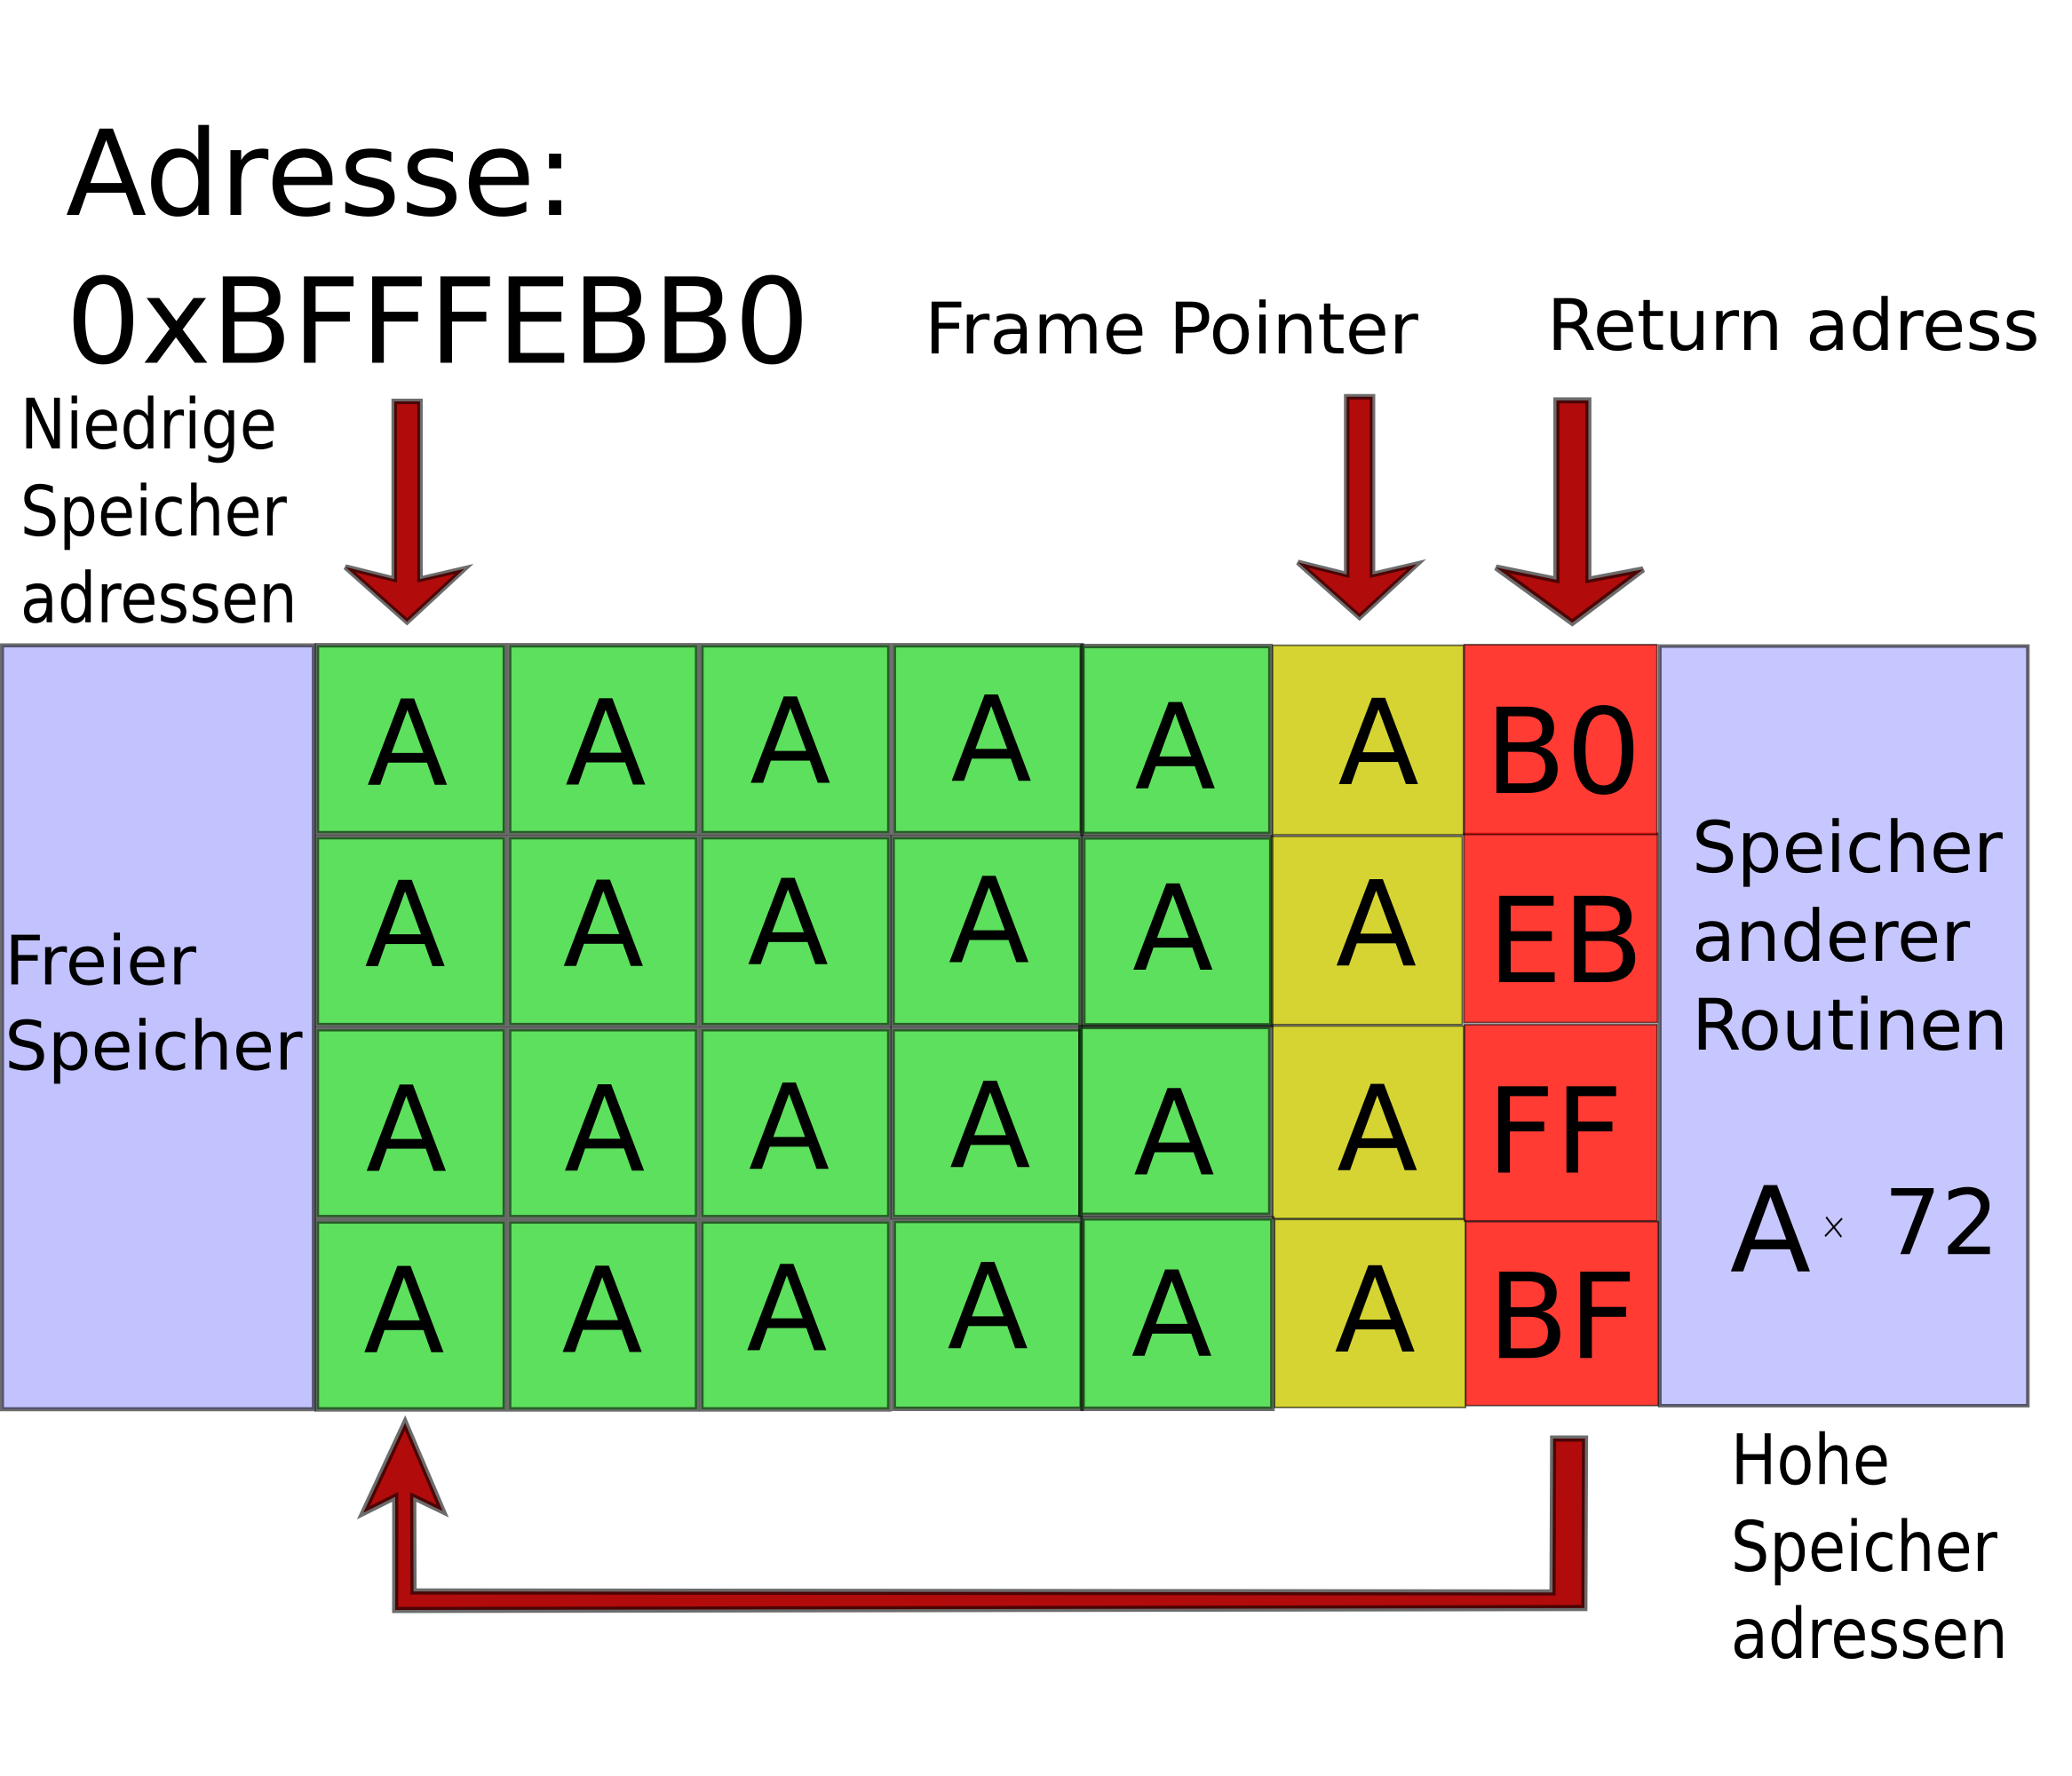 Adresse:
0xBFFFEBB0
Niedrige
Speicher
adressen
Frame Pointer
Return adress
A A A A A A B0
A A A A A A EB
A A A A A A FF
A A A A A A BF
Freier
Speicher
Speicher
anderer
Routinen
A × 72
Hohe
Speicher
adressen